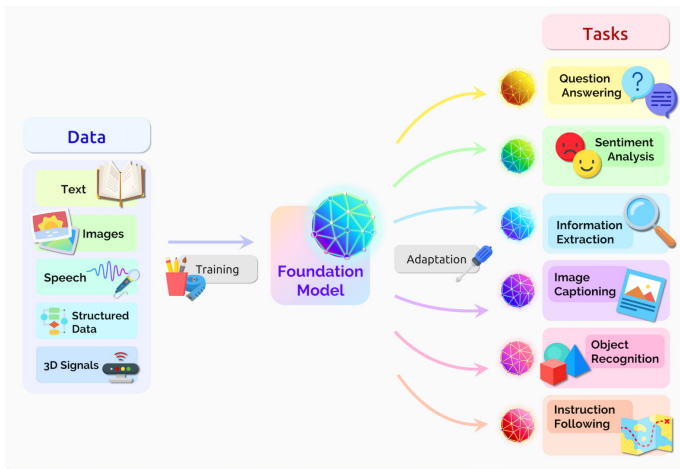 Tasks
Question
Answering
?
Data
Sentiment
Analysis
Text
Images
Information
Extraction
Training
Foundation
Model
Adaptation
Speech
Image
Captioning
Structured
Data
3D Signals
Object
Recognition
Instruction
Following